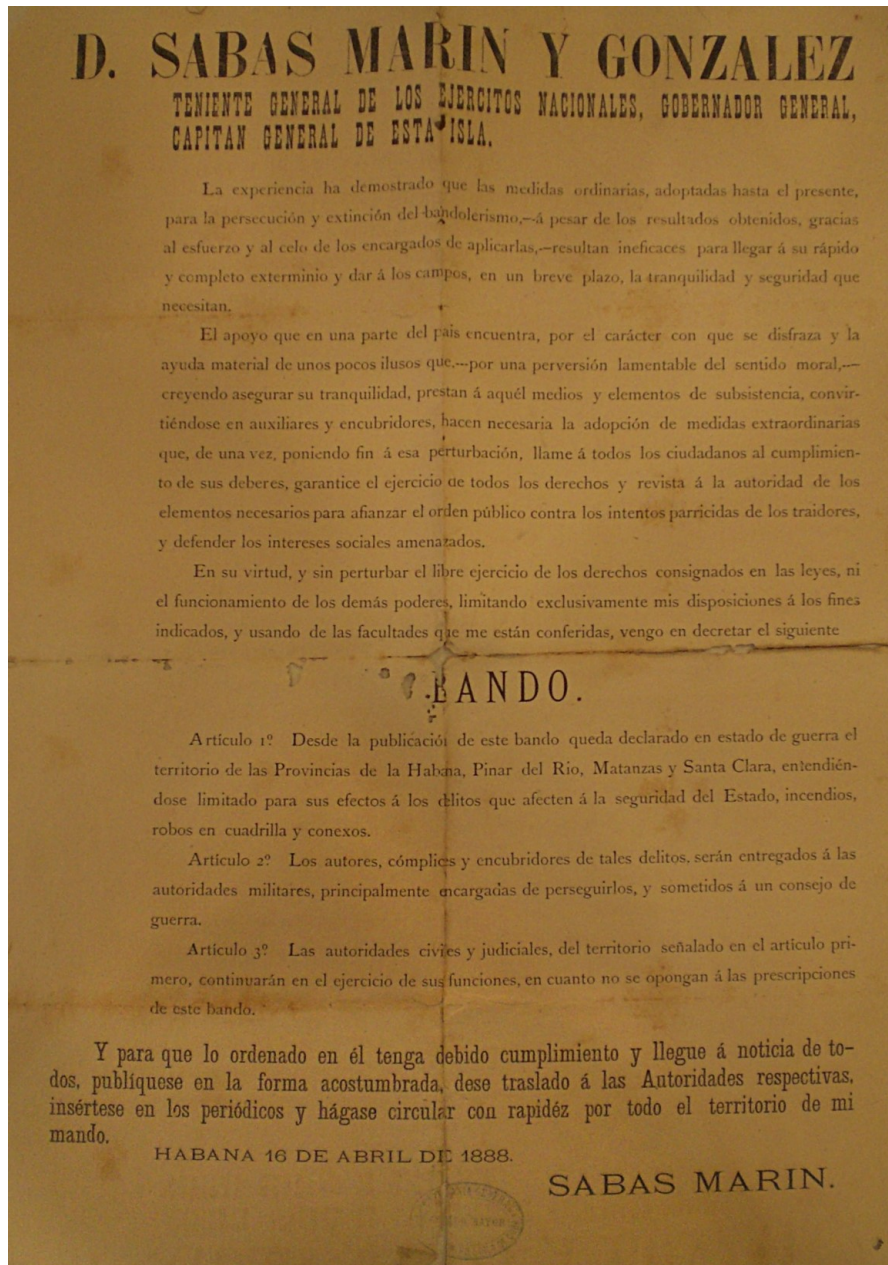 D. SABAS MARIN Y GONZALEZ
TENIENTE GENERAL DE LOS EJERCITOS NACIONALES, GOBERNADOR GENERAL,
CAPITAN GENERAL DE ESTA ISLA.
La experiencia ha demostrado que las medidas ordinarias, adoptadas hasta el presente,
para la persecución y extinción del bandolerismo,—á pesar de los resultados obtenidos, gracias
al esfuerzo y al celo de los encargados de aplicarlas,—resultan ineficaces para llegar á su rápido
y completo exterminio y dar á los campos, en un breve plazo, la tranquilidad y seguridad que
necesitan.
El apoyo que en una parte del país encuentra, por el carácter con que se disfraza y la
ayuda material de unos pocos ilusos que,—por una perversión lamentable del sentido moral,—
creyendo asegurar su tranquilidad, prestan á aquél medios y elementos de subsistencia, convir-
tiéndose en auxiliares y encubridores, hacen necesaria la adopción de medidas extraordinarias
que, de una vez, poniendo fin á esa perturbación, llame á todos los ciudadanos al cumplimien-
to de sus deberes, garantice el ejercicio de todos los derechos y revista á la autoridad de los
elementos necesarios para afianzar el orden público contra los intentos parricidas de los traidores,
y defender los intereses sociales amenazados.
En su virtud, y sin perturbar el libre ejercicio de los derechos consignados en las leyes, ni
el funcionamiento de los demás poderes, limitando exclusivamente mis disposiciones á los fines
indicados, y usando de las facultades que me están conferidas, vengo en decretar el siguiente
BANDO.
Artículo 1º Desde la publicación de este bando queda declarado en estado de guerra el
territorio de las Provincias de la Habana, Pinar del Rio, Matanzas y Santa Clara, entendién-
dose limitado para sus efectos á los delitos que afecten á la seguridad del Estado, incendios,
robos en cuadrilla y conexos.
Artículo 2º Los autores, cómplices y encubridores de tales delitos, serán entregados á las
autoridades militares, principalmente encargadas de perseguirlos, y sometidos á un consejo de
guerra.
Artículo 3º Las autoridades civiles y judiciales, del territorio señalado en el artículo pri-
mero, continuarán en el ejercicio de sus funciones, en cuanto no se opongan á las prescripciones
de este bando.
Y para que lo ordenado en él tenga debido cumplimiento y llegue á noticia de to-
dos, publíquese en la forma acostumbrada, dese traslado á las Autoridades respectivas,
insértese en los periódicos y hágase circular con rapidéz por todo el territorio de mi
mando.
HABANA 16 DE ABRIL DE 1888.
SABAS MARIN.